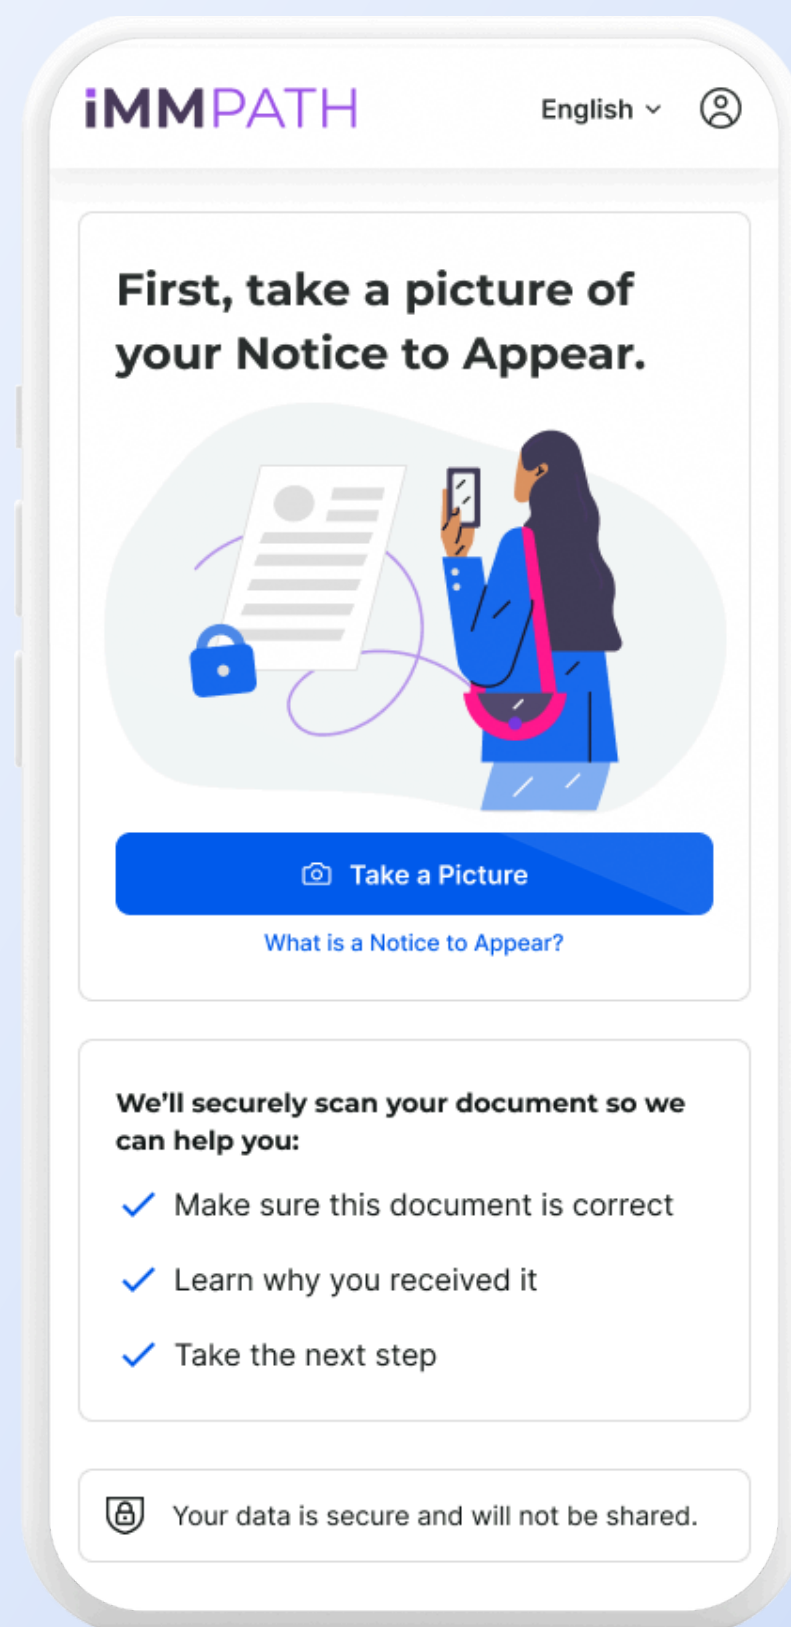 iMMPATH
English
First, take a picture of
your Notice to Appear.
Take a Picture
What is a Notice to Appear?
We’ll securely scan your document so we
can help you:
Make sure this document is correct
Learn why you received it
Take the next step
Your data is secure and will not be shared.